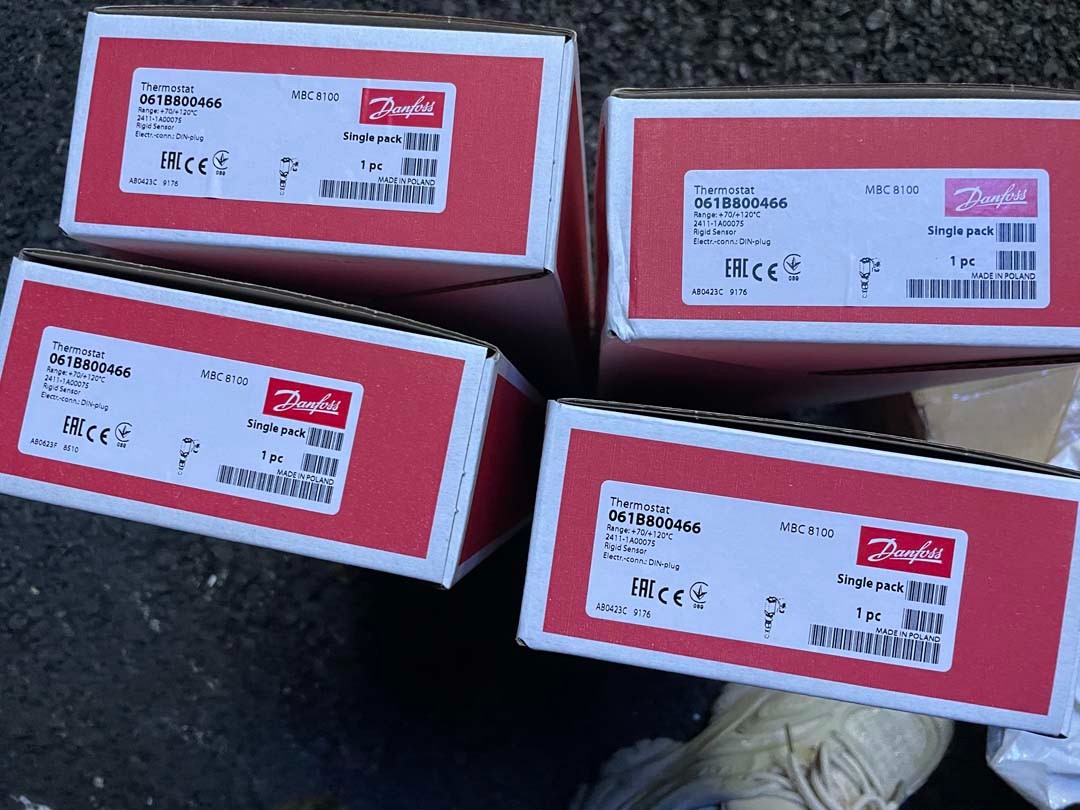 Thermostat
061B800466
MBC 8100
Danfoss
Range: +70/+120°C
2411-1A00075
Rigid Sensor
Electr.-conn.: DIN-plug
Single pack
1 pc
EAC CE
089
MADE IN POLAND
AB0423C 9176
Thermostat
061B800466
MBC 8100
Danfoss
Range: +70/+120°C
2411-1A00075
Rigid Sensor
Electr.-conn.: DIN-plug
Single pack
1 pc
EAC CE
089
MADE IN POLAND
AB0423C 9176
Thermostat
061B800466
MBC 8100
Danfoss
Range: +70/+120°C
2411-1A00075
Rigid Sensor
Electr.-conn.: DIN-plug
Single pack
1 pc
EAC CE
089
MADE IN POLAND
AB0623F 8510
Thermostat
061B800466
MBC 8100
Danfoss
Range: +70/+120°C
2411-1A00075
Rigid Sensor
Electr.-conn.: DIN-plug
Single pack
1 pc
EAC CE
089
MADE IN POLAND
AB0423C 9176